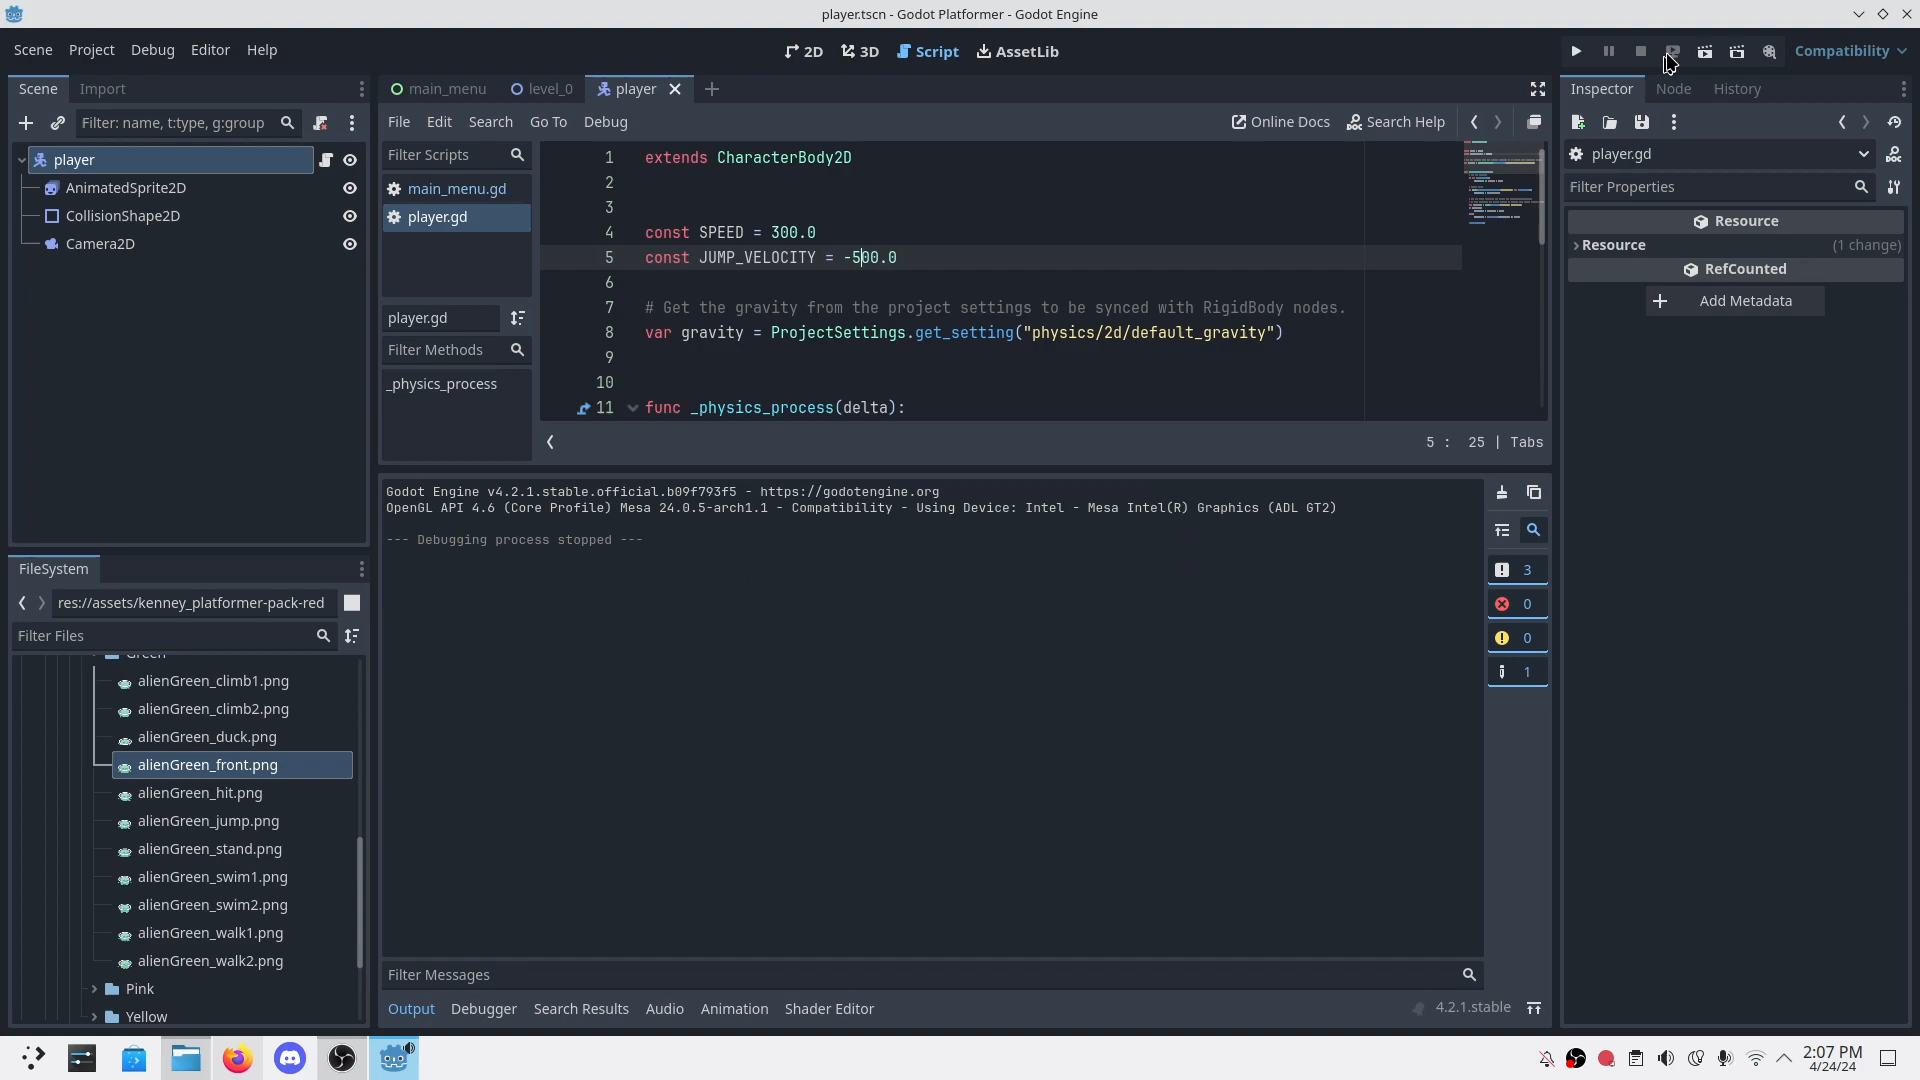 player.tscn - Godot Platformer - Godot Engine
Scene Project Debug Editor Help
2D 3D Script AssetLib
Compatibility
Scene Import
Filter: name, t:type, g:group
player
AnimatedSprite2D
CollisionShape2D
Camera2D
main_menu level_0 player
File Edit Search Go To Debug
Online Docs Search Help
Filter Scripts
main_menu.gd
player.gd
player.gd
Filter Methods
_physics_process
1 extends CharacterBody2D
2
3
4 const SPEED = 300.0
5 const JUMP_VELOCITY = -500.0
6
7 # Get the gravity from the project settings to be synced with RigidBody nodes.
8 var gravity = ProjectSettings.get_setting("physics/2d/default_gravity")
9
10
11 func _physics_process(delta):
5 : 25 | Tabs
Godot Engine v4.2.1.stable.official.b09f793f5 - https://godotengine.org
OpenGL API 4.6 (Core Profile) Mesa 24.0.5-arch1.1 - Compatibility - Using Device: Intel - Mesa Intel(R) Graphics (ADL GT2)
--- Debugging process stopped ---
3
0
0
1
Filter Messages
Output Debugger Search Results Audio Animation Shader Editor
4.2.1.stable
Inspector Node History
player.gd
Filter Properties
Resource
Resource (1 change)
RefCounted
Add Metadata
FileSystem
res://assets/kenney_platformer-pack-red
Filter Files
Green
alienGreen_climb1.png
alienGreen_climb2.png
alienGreen_duck.png
alienGreen_front.png
alienGreen_hit.png
alienGreen_jump.png
alienGreen_stand.png
alienGreen_swim1.png
alienGreen_swim2.png
alienGreen_walk1.png
alienGreen_walk2.png
Pink
Yellow
2:07 PM
4/24/24